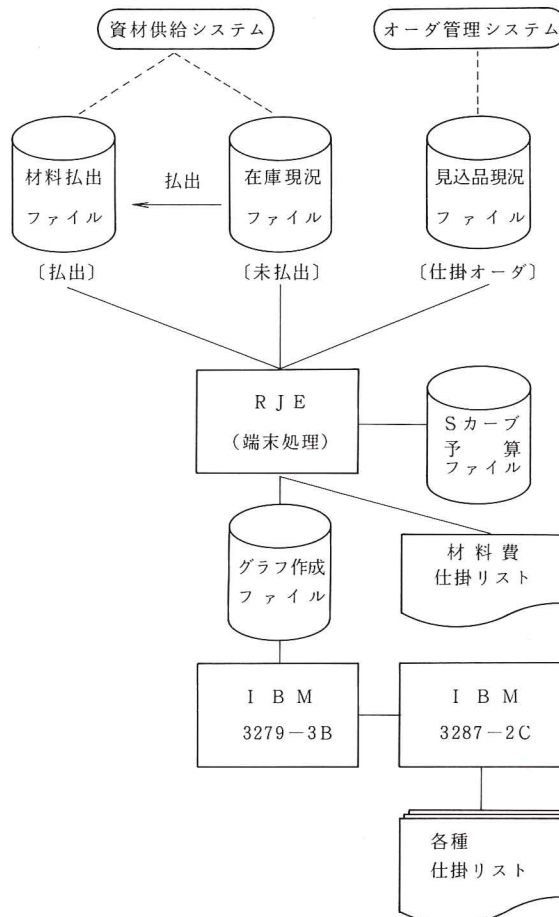 資材供給システム
オーダ管理システム
材料払出
ファイル
払出
在庫現況
ファイル
見込品現況
ファイル
〔払出〕
〔未払出〕
〔仕掛オーダ〕
RJE
(端末処理)
Sカーブ
予算
ファイル
グラフ作成
ファイル
材料費
仕掛リスト
IBM
3279-3B
IBM
3287-2C
各種
仕掛リスト